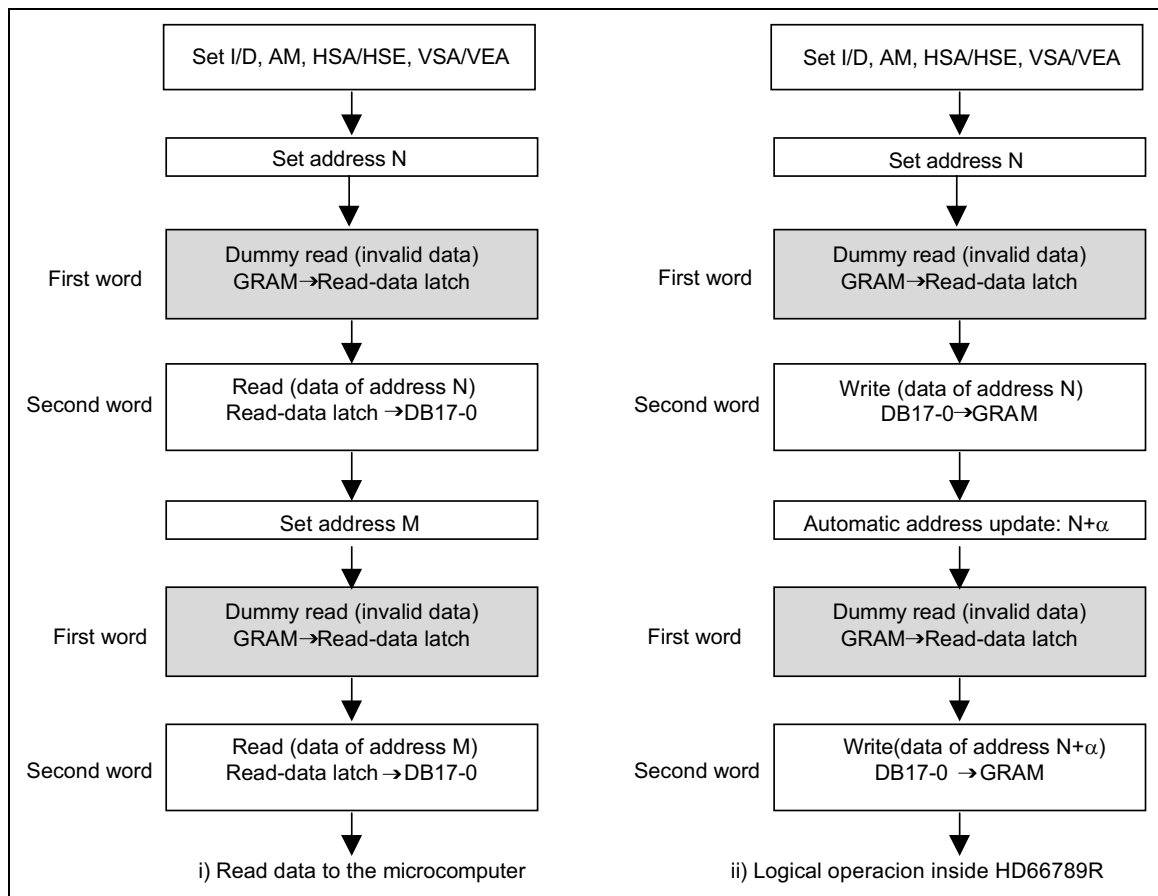 Set I/D, AM, HSA/HSE, VSA/VEA
Set address N
First word
Dummy read (invalid data)
GRAM→Read-data latch
Second word
Read (data of address N)
Read-data latch →DB17-0
Set address M
First word
Dummy read (invalid data)
GRAM→Read-data latch
Second word
Read (data of address M)
Read-data latch →DB17-0
i) Read data to the microcomputer
Set I/D, AM, HSA/HSE, VSA/VEA
Set address N
First word
Dummy read (invalid data)
GRAM→Read-data latch
Second word
Write (data of address N)
DB17-0→GRAM
Automatic address update: N+α
First word
Dummy read (invalid data)
GRAM→Read-data latch
Second word
Write(data of address N+α)
DB17-0 →GRAM
ii) Logical operacion inside HD66789R